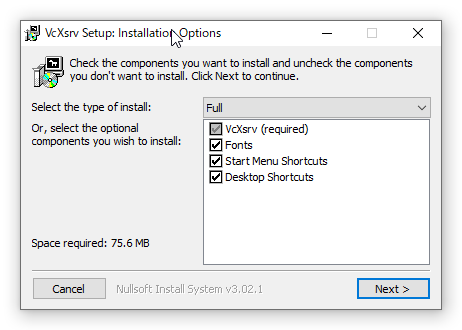 VcXsrv Setup: Installation Options
Check the components you want to install and uncheck the components
you don't want to install. Click Next to continue.
Select the type of install:
Full
Or, select the optional
components you wish to install:
VcXsrv (required)
Fonts
Start Menu Shortcuts
Desktop Shortcuts
Space required: 75.6 MB
Cancel
Nullsoft Install System v3.02.1
Next >